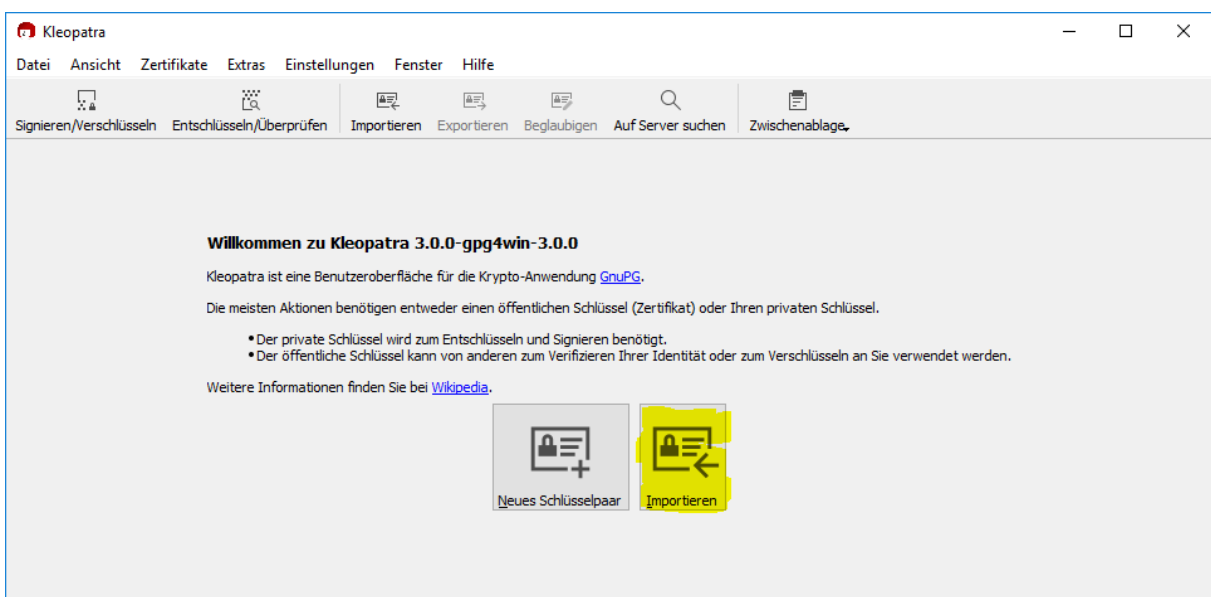 Kleopatra
Datei Ansicht Zertifikate Extras Einstellungen Fenster Hilfe
Signieren/Verschlüsseln Entschlüsseln/Überprüfen Importieren Exportieren Beglaubigen Auf Server suchen Zwischenablage
Willkommen zu Kleopatra 3.0.0-gpg4win-3.0.0
Kleopatra ist eine Benutzeroberfläche für die Krypto-Anwendung GnuPG.
Die meisten Aktionen benötigen entweder einen öffentlichen Schlüssel (Zertifikat) oder Ihren privaten Schlüssel.
•Der private Schlüssel wird zum Entschlüsseln und Signieren benötigt.
•Der öffentliche Schlüssel kann von anderen zum Verifizieren Ihrer Identität oder zum Verschlüsseln an Sie verwendet werden.
Weitere Informationen finden Sie bei Wikipedia.
Neues Schlüsselpaar Importieren